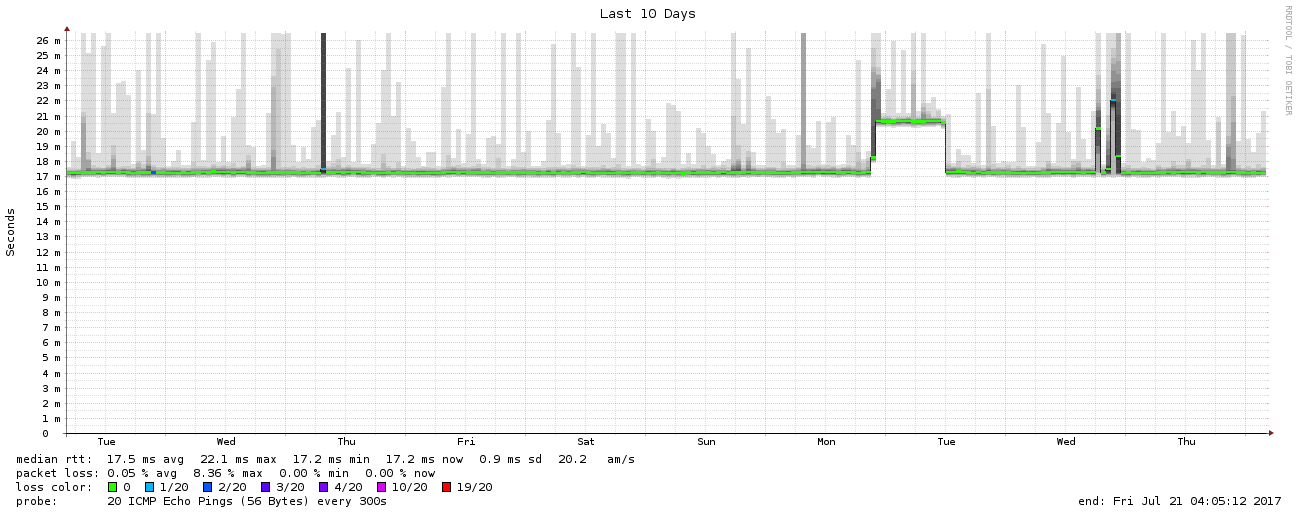 Last 10 Days
RRDTOOL / TOBI OETIKER
Seconds
26 m
25 m
24 m
23 m
22 m
21 m
20 m
19 m
18 m
17 m
16 m
15 m
14 m
13 m
12 m
11 m
10 m
9 m
8 m
7 m
6 m
5 m
4 m
3 m
2 m
1 m
0
Tue Wed Thu Fri Sat Sun Mon Tue Wed Thu
median rtt: 17.5 ms avg 22.1 ms max 17.2 ms min 17.2 ms now 0.9 ms sd 20.2 am/s
packet loss: 0.05 % avg 8.36 % max 0.00 % min 0.00 % now
loss color: 0 1/20 2/20 3/20 4/20 10/20 19/20
probe: 20 ICMP Echo Pings (56 Bytes) every 300s end: Fri Jul 21 04:05:12 2017